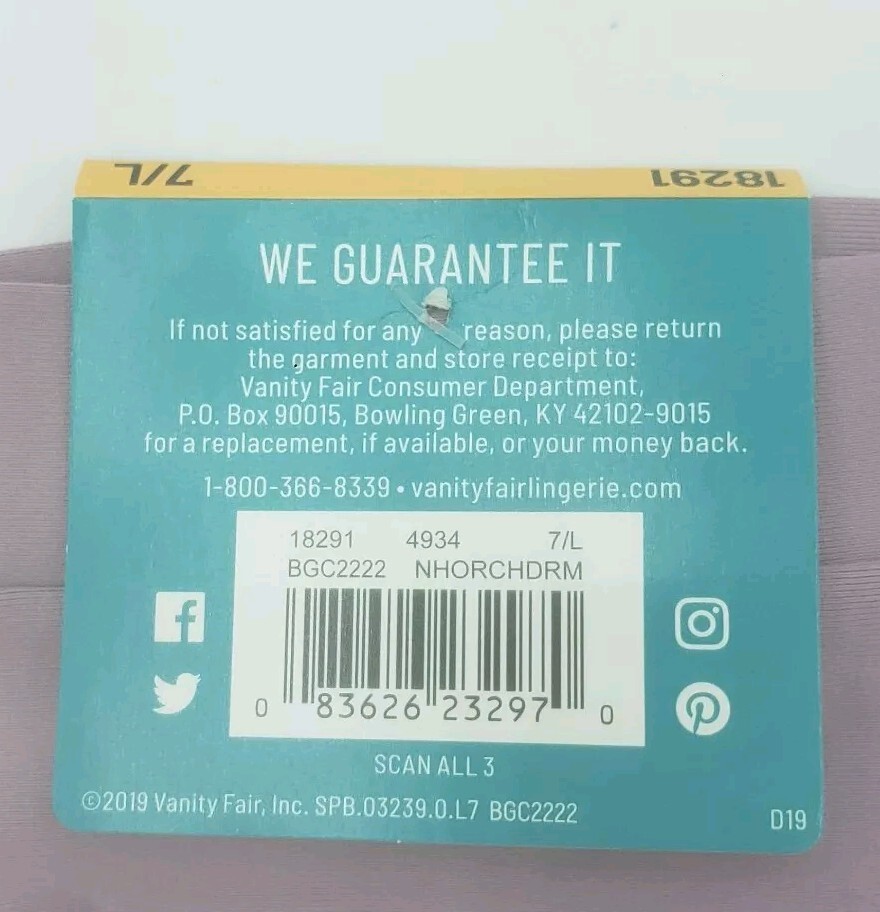 7/L 18291
WE GUARANTEE IT
If not satisfied for any reason, please return
the garment and store receipt to:
Vanity Fair Consumer Department,
P.O. Box 90015, Bowling Green, KY 42102-9015
for a replacement, if available, or your money back.
1-800-366-8339 • vanityfairlingerie.com
18291 4934 7/L
BGC2222 NHORCHDRM
0 83626 23297 0
SCAN ALL 3
©2019 Vanity Fair, Inc. SPB.03239.0.L7 BGC2222 D19